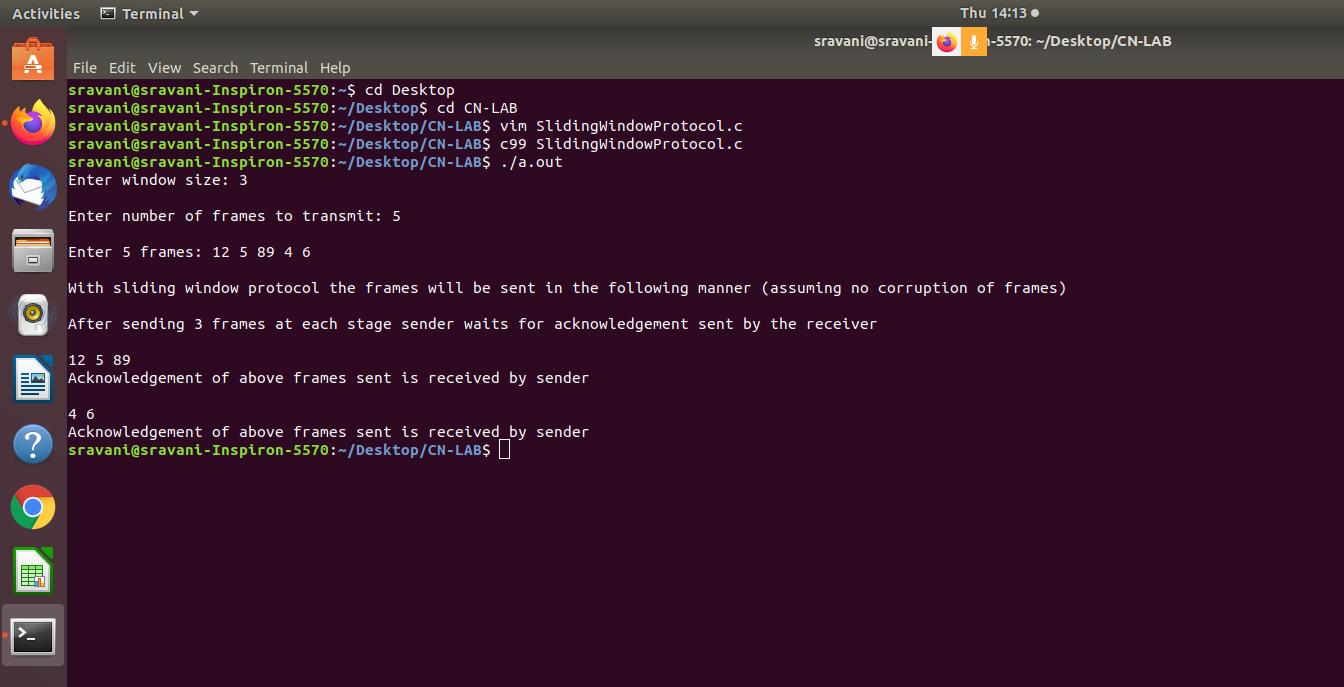 Activities Terminal Thu 14:13
sravani@sravani- n-5570: ~/Desktop/CN-LAB
File Edit View Search Terminal Help
sravani@sravani-Inspiron-5570:~$ cd Desktop
sravani@sravani-Inspiron-5570:~/Desktop$ cd CN-LAB
sravani@sravani-Inspiron-5570:~/Desktop/CN-LAB$ vim SlidingWindowProtocol.c
sravani@sravani-Inspiron-5570:~/Desktop/CN-LAB$ c99 SlidingWindowProtocol.c
sravani@sravani-Inspiron-5570:~/Desktop/CN-LAB$ ./a.out
Enter window size: 3
Enter number of frames to transmit: 5
Enter 5 frames: 12 5 89 4 6
With sliding window protocol the frames will be sent in the following manner (assuming no corruption of frames)
After sending 3 frames at each stage sender waits for acknowledgement sent by the receiver
12 5 89
Acknowledgement of above frames sent is received by sender
4 6
Acknowledgement of above frames sent is received by sender
sravani@sravani-Inspiron-5570:~/Desktop/CN-LAB$